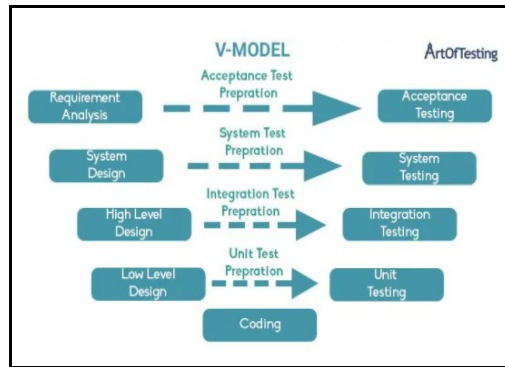 V-MODEL
ArtOfTesting
Acceptance Test
Prepration
Requirement
Analysis
Acceptance
Testing
System Test
Prepration
System
Design
System
Testing
Integration Test
Prepration
High Level
Design
Integration
Testing
Unit Test
Prepration
Low Level
Design
Unit
Testing
Coding